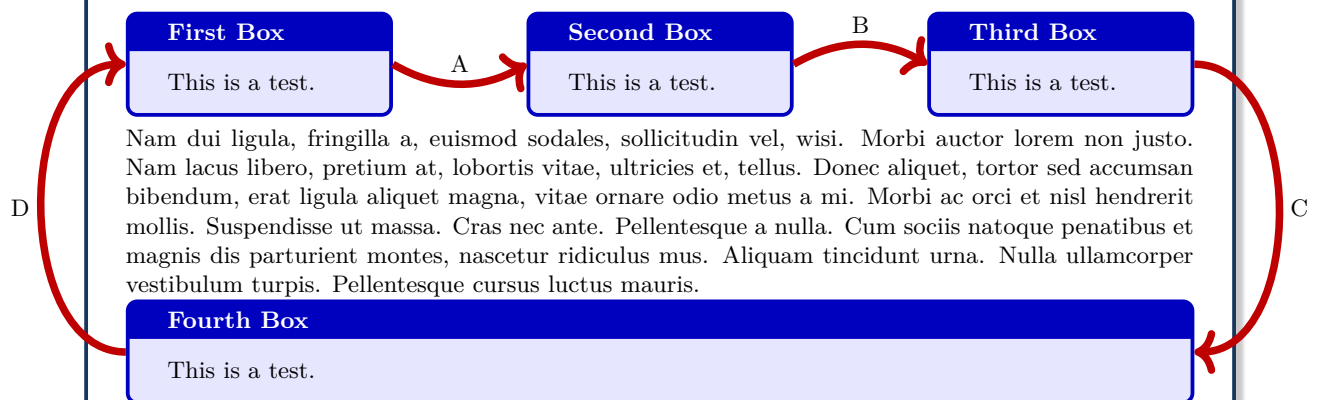 First Box
This is a test.
A
Second Box
This is a test.
B
Third Box
This is a test.
Nam dui ligula, fringilla a, euismod sodales, sollicitudin vel, wisi. Morbi auctor lorem non justo.
Nam lacus libero, pretium at, lobortis vitae, ultricies et, tellus. Donec aliquet, tortor sed accumsan
bibendum, erat ligula aliquet magna, vitae ornare odio metus a mi. Morbi ac orci et nisl hendrerit
mollis. Suspendisse ut massa. Cras nec ante. Pellentesque a nulla. Cum sociis natoque penatibus et
magnis dis parturient montes, nascetur ridiculus mus. Aliquam tincidunt urna. Nulla ullamcorper
vestibulum turpis. Pellentesque cursus luctus mauris.
D
C
Fourth Box
This is a test.